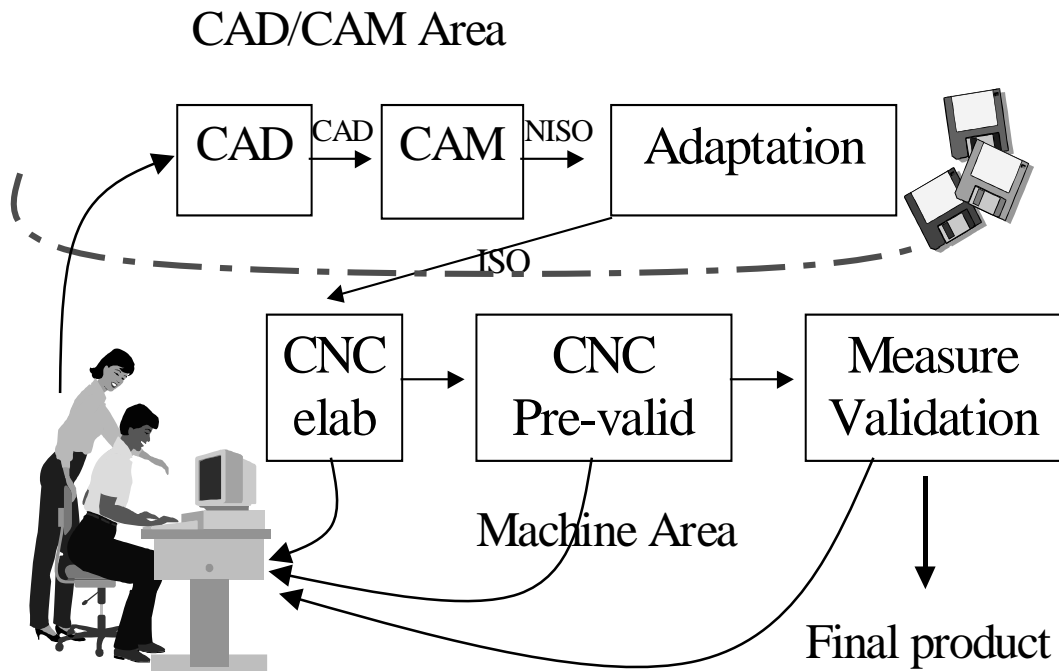 CAD/CAM Area
CAD
CAD
CAM
NISO
Adaptation
ISO
CNC
elab
CNC
Pre-valid
Measure
Validation
Machine Area
Final product